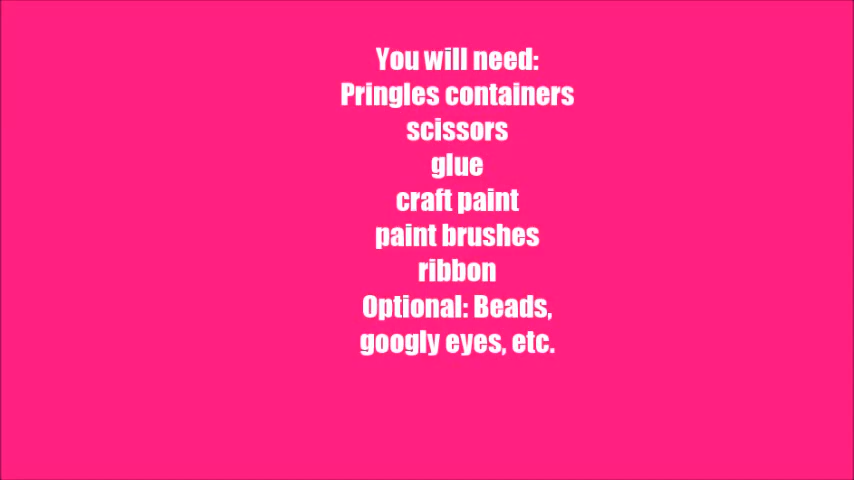 You will need:
Pringles containers
scissors
glue
craft paint
paint brushes
ribbon
Optional: Beads,
googly eyes, etc.